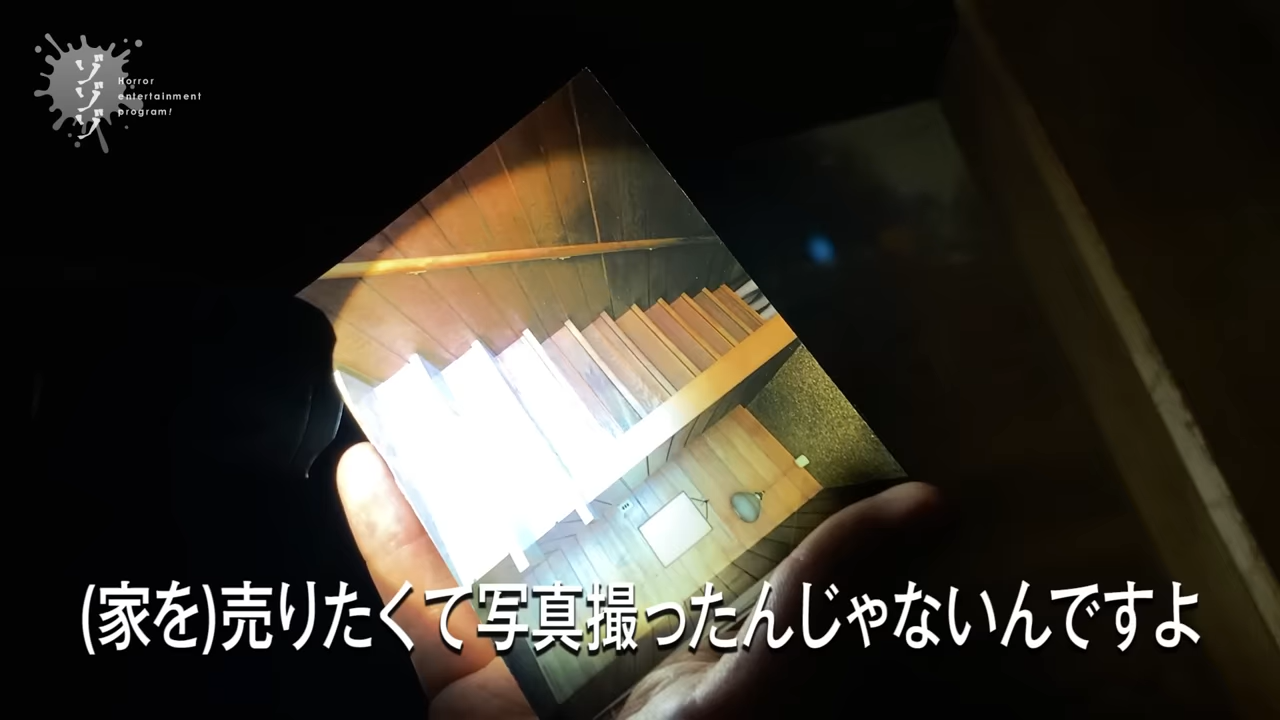 ゾゾゾ
Horror
entertainment
program!
(家を)売りたくて写真撮ったんじゃないんですよ